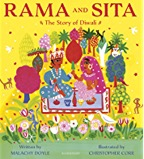 RAMA AND SITA
The Story of Diwali
Written by
MALACHY DOYLE
Illustrated by
CHRISTOPHER CORR